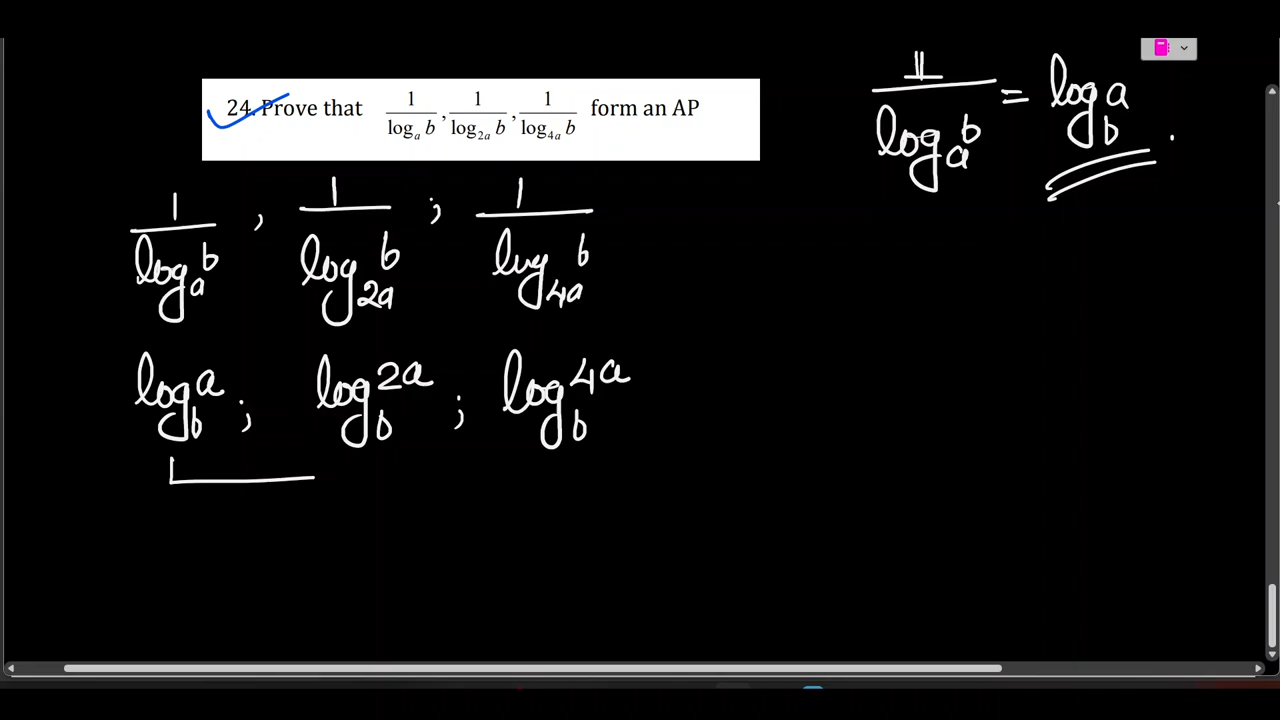 24. Prove that 1/log_a b , 1/log_2a b , 1/log_4a b form an AP
1/log_a b = log_b a .
1/log_a b , 1/log_2a b ; 1/log_4a b
log_b a ; log_b 2a ; log_b 4a